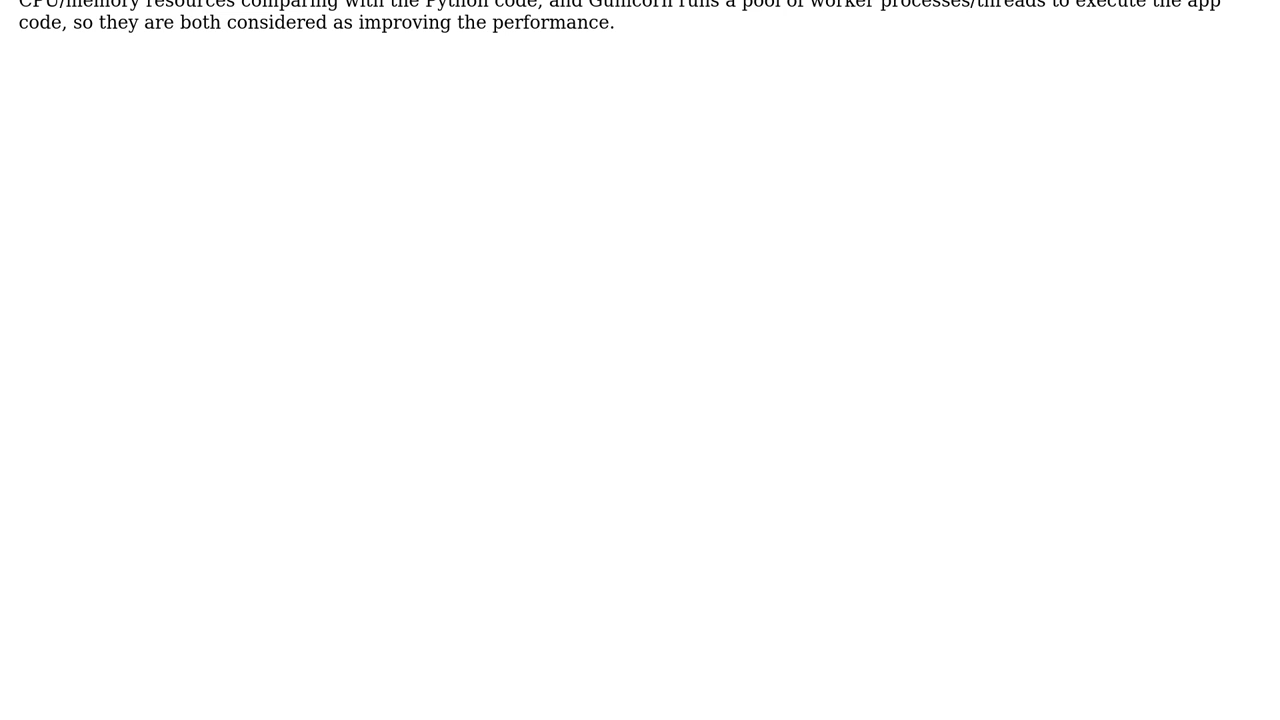 CPU/memory resources comparing with the Python code, and Gunicorn runs a pool of worker processes/threads to execute the app
code, so they are both considered as improving the performance.